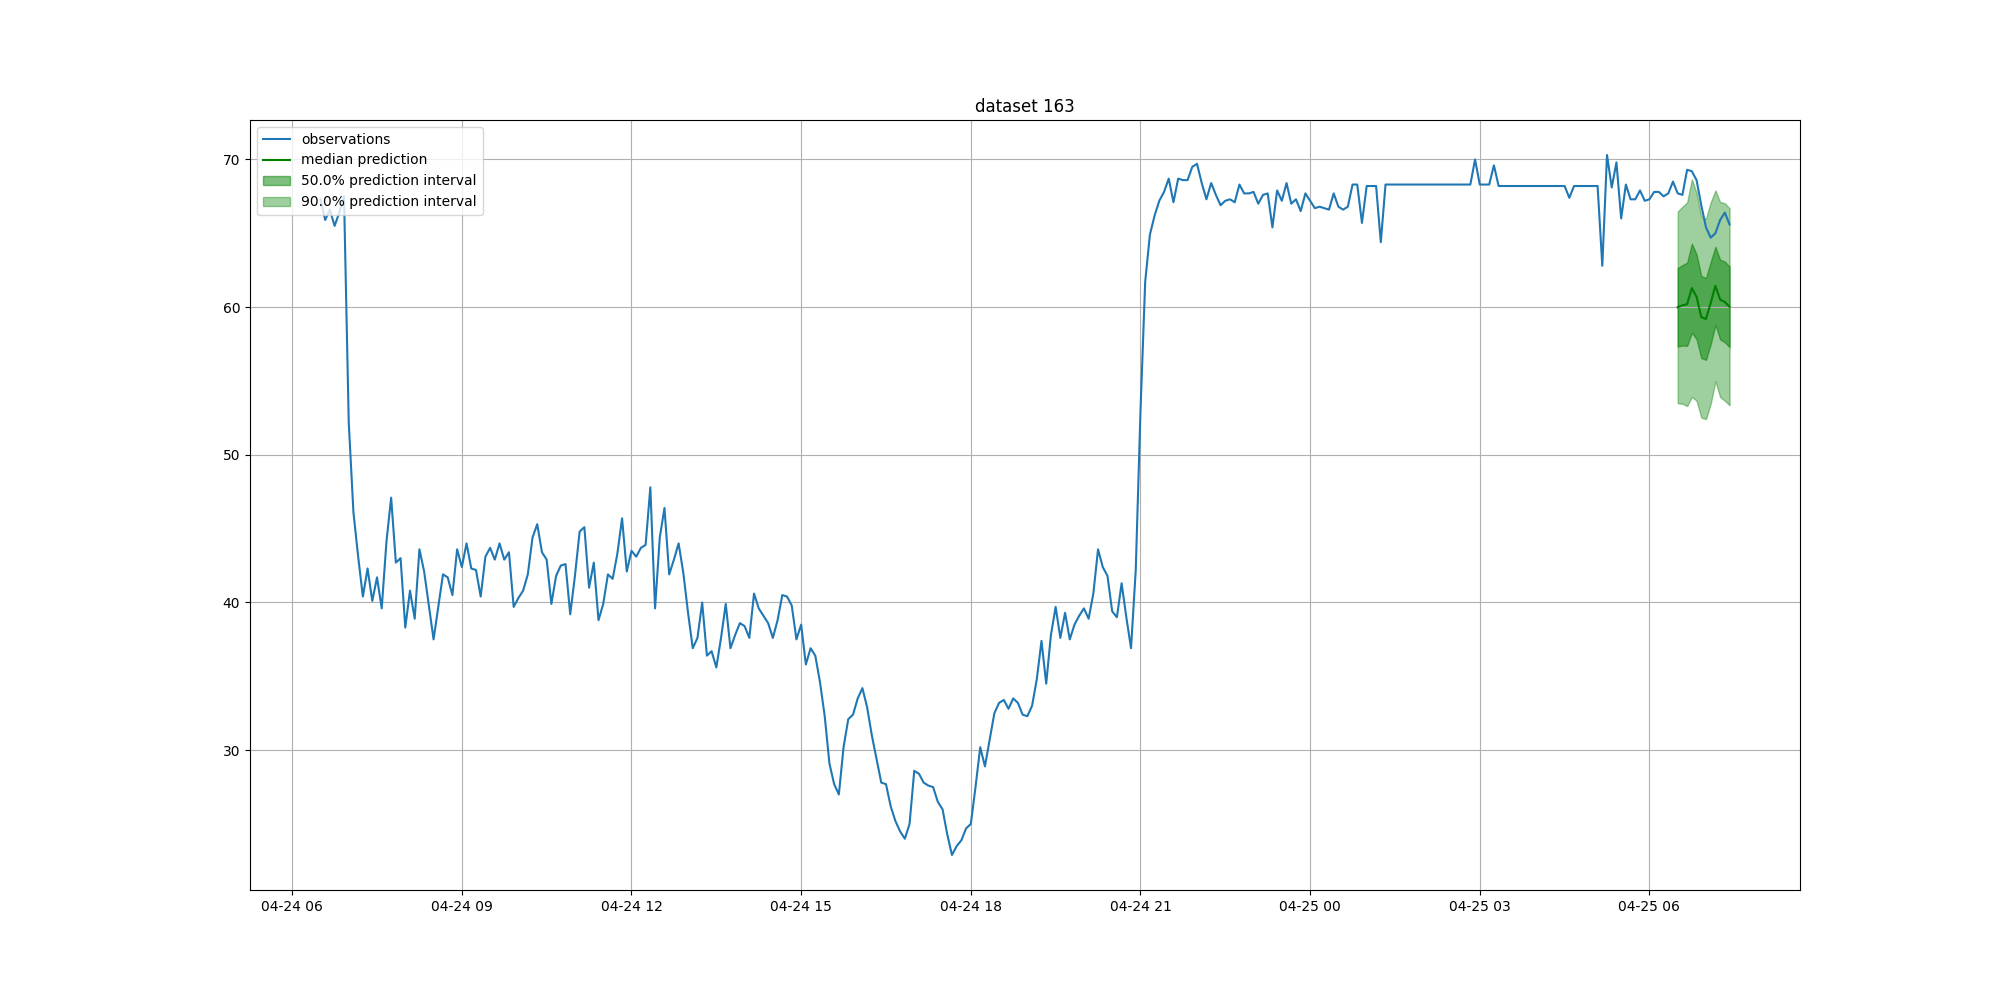 dataset 163
observations
median prediction
50.0% prediction interval
90.0% prediction interval
70
60
50
40
30
04-24 06
04-24 09
04-24 12
04-24 15
04-24 18
04-24 21
04-25 00
04-25 03
04-25 06